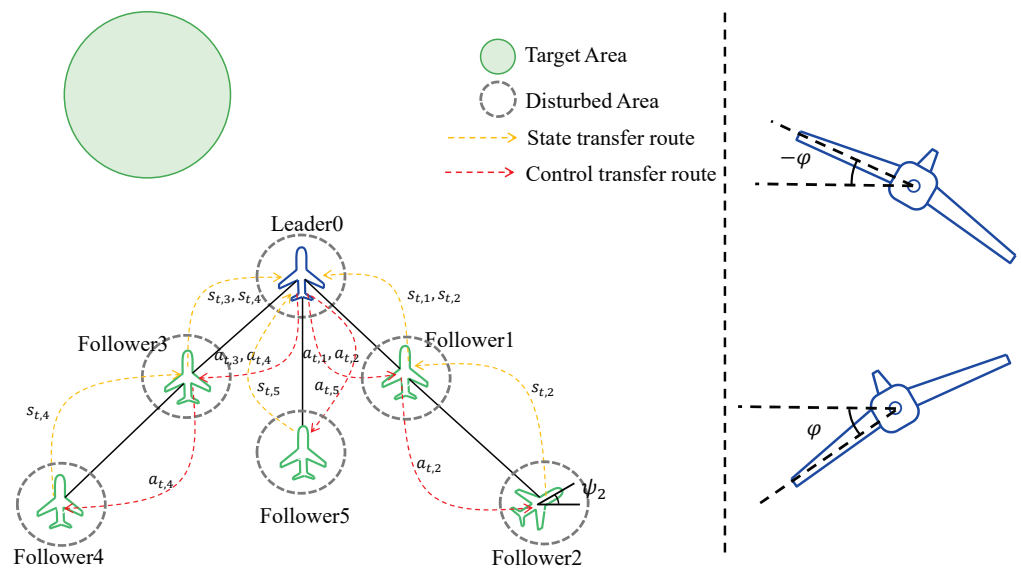 Target Area
Disturbed Area
State transfer route
Control transfer route
−φ
Leader0
s_{t,3}, s_{t,4}
s_{t,1}, s_{t,2}
Follower3
Follower1
a_{t,3}, a_{t,4}
a_{t,1}, a_{t,2}
s_{t,5}
a_{t,5}
s_{t,2}
s_{t,4}
φ
a_{t,4}
a_{t,2}
ψ_2
Follower5
Follower4
Follower2